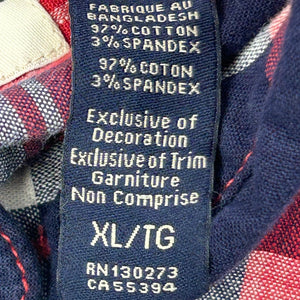 FABRIQUE AU
BANGLADESH
97% COTTON
3% SPANDEX
97% COTON
3% SPANDEX
Exclusive of
Decoration
Exclusive of Trim
Garniture
Non Comprise
XL/TG
RN130273
CA55394